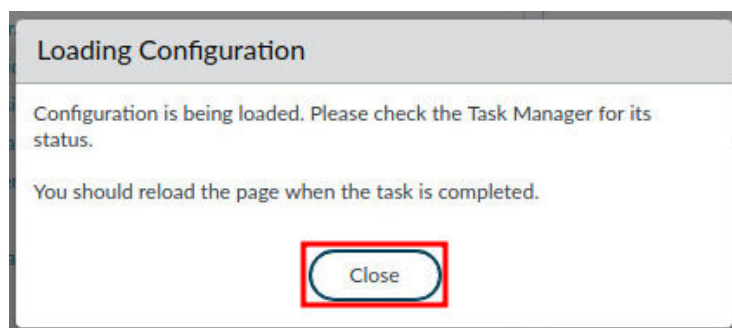 Loading Configuration
Configuration is being loaded. Please check the Task Manager for its
status.
You should reload the page when the task is completed.
Close